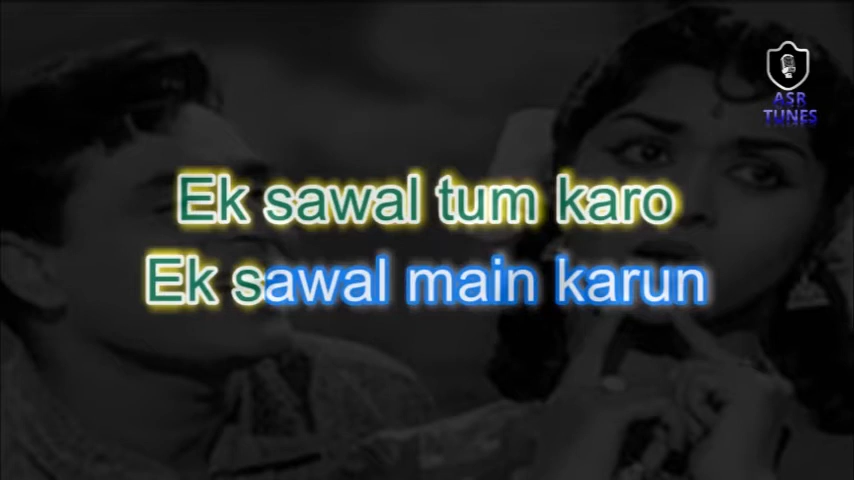 ASR
TUNES
Ek sawal tum karo
Ek sawal main karun